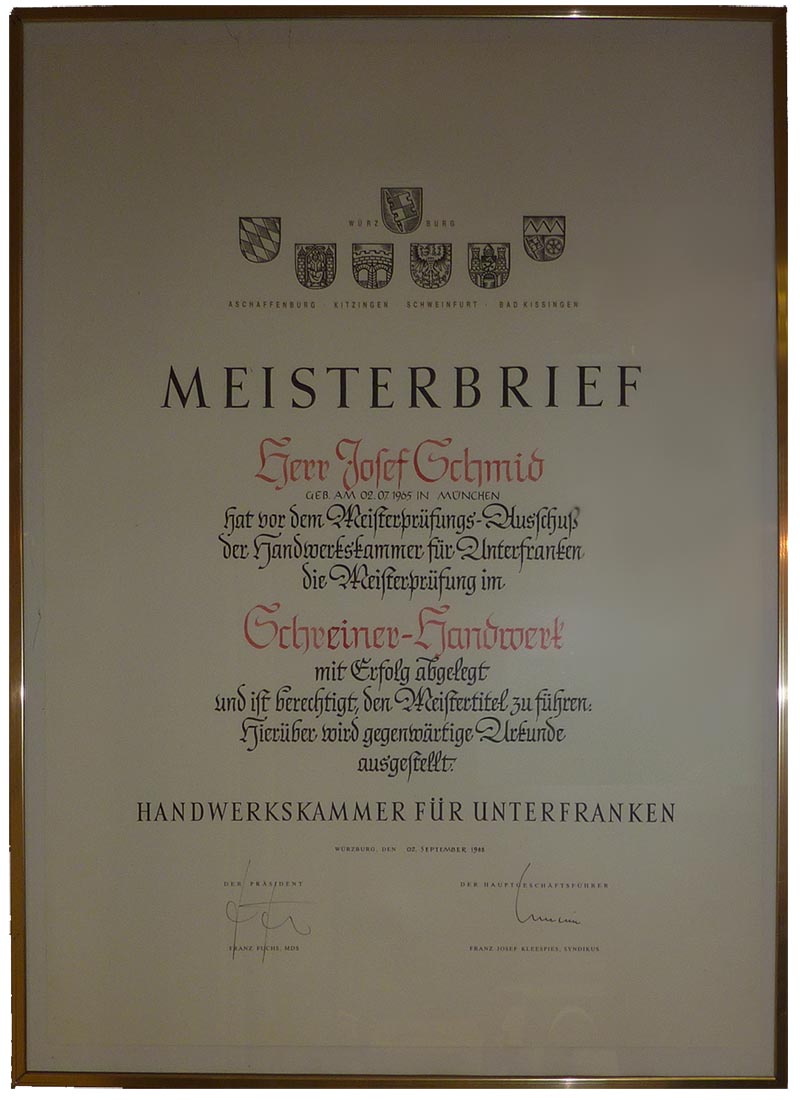 WÜRZ BURG
ASCHAFFENBURG · KITZINGEN · SCHWEINFURT · BAD KISSINGEN
MEISTERBRIEF
Herr Josef Schmid
GEB. AM 02.07.1965 IN MÜNCHEN
hat vor dem Meisterprüfungs-Ausschuß
der Handwerkskammer für Unterfranken
die Meisterprüfung im
Schreiner-Handwerk
mit Erfolg abgelegt
und ist berechtigt, den Meistertitel zu führen.
Hierüber wird gegenwärtige Urkunde
ausgestellt.
HANDWERKSKAMMER FÜR UNTERFRANKEN
WÜRZBURG, DEN 02. SEPTEMBER 1988
DER PRÄSIDENT
DER HAUPTGESCHÄFTSFÜHRER
FRANZ FUCHS, MDS
FRANZ JOSEF KLEESPIES, SYNDIKUS